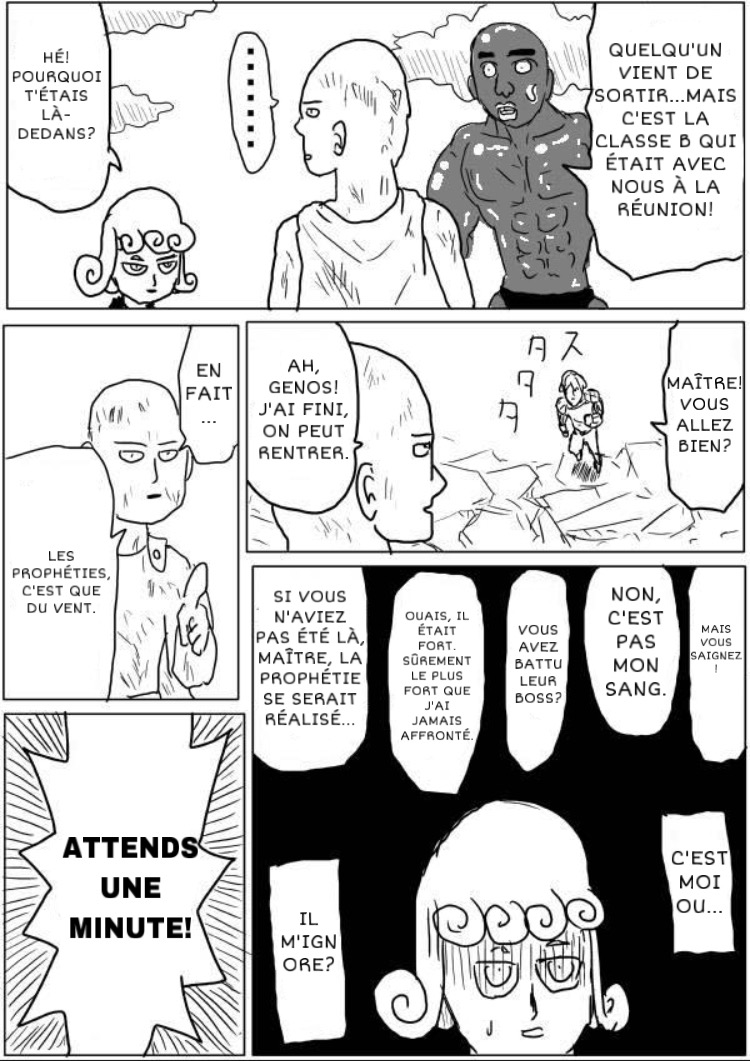 QUELQU'UN
VIENT DE
SORTIR...MAIS
C'EST LA
CLASSE B QUI
ÉTAIT AVEC
NOUS À LA
RÉUNION!
HÉ!
POURQUOI
T'ÉTAIS
LÀ-
DEDANS?
MAÎTRE!
VOUS
ALLEZ
BIEN?
スタタタ
AH,
GENOS!
J'AI FINI,
ON PEUT
RENTRER.
EN
FAIT
...
LES
PROPHÉTIES,
C'EST QUE
DU VENT.
MAIS
VOUS
SAIGNEZ
!
NON,
C'EST
PAS
MON
SANG.
VOUS
AVEZ
BATTU
LEUR
BOSS?
OUAIS, IL
ÉTAIT
FORT.
SÛREMENT
LE PLUS
FORT QUE
J'AI
JAMAIS
AFFRONTÉ.
SI VOUS
N'AVIEZ
PAS ÉTÉ LÀ,
MAÎTRE, LA
PROPHÉTIE
SE SERAIT
RÉALISÉ...
C'EST
MOI
OU...
IL
M'IGN
ORE?
ATTENDS
UNE
MINUTE!